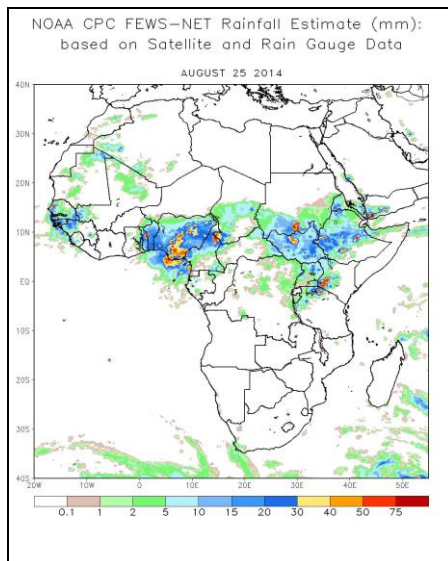 NOAA CPC FEWS-NET Rainfall Estimate (mm):
based on Satellite and Rain Gauge Data
AUGUST 25 2014
40N
30N
20N
10N
EQ
10S
20S
30S
40S
20W 10W 0 10E 20E 30E 40E 50E
0.1 1 2 5 10 15 20 30 40 50 75